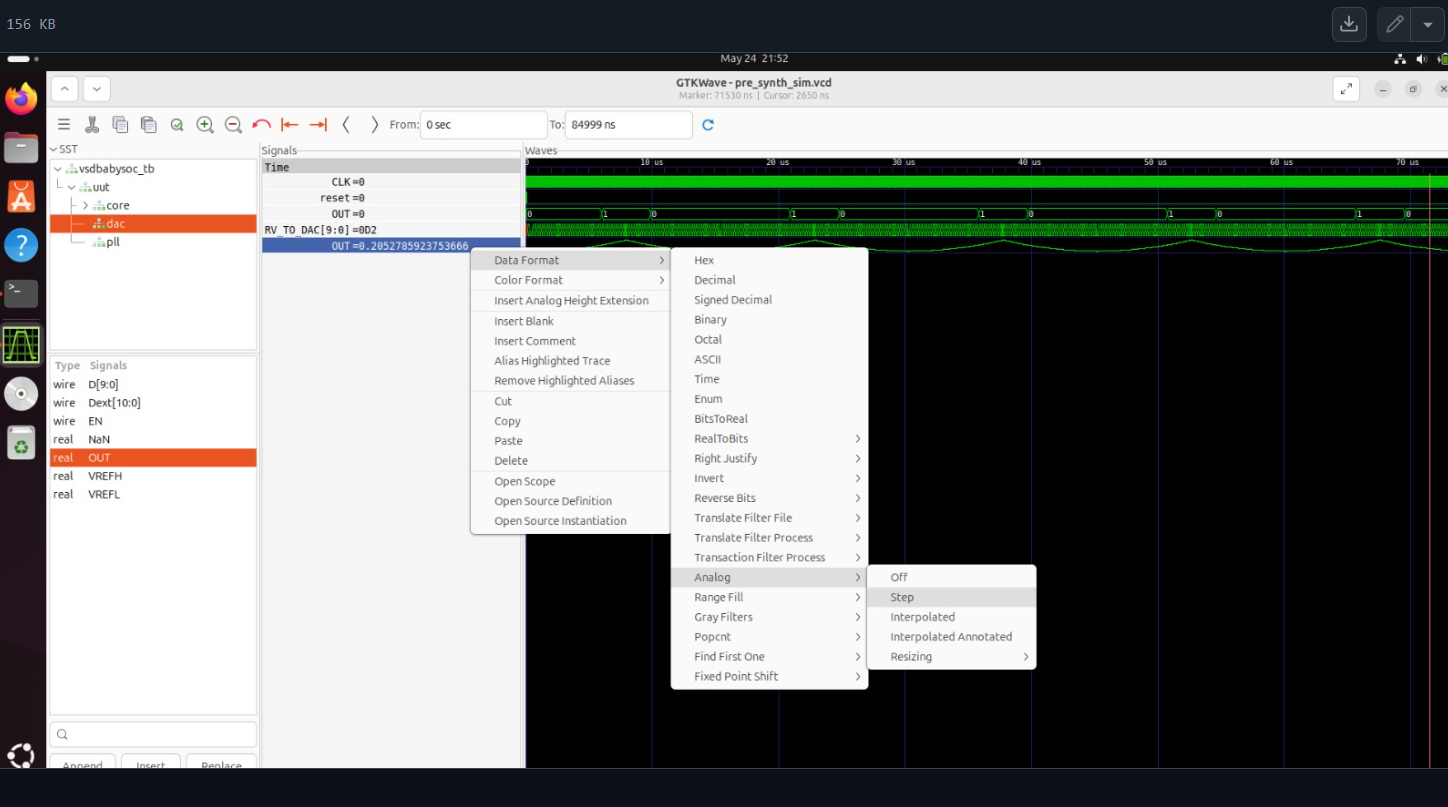 156 KB
May 24 21:52
GTKWave - pre_synth_sim.vcd
Marker: 71530 ns | Cursor: 2650 ns
From: 0 sec To: 84999 ns
SST
vsdbabysoc_tb
uut
core
dac
pll
Type Signals
wire D[9:0]
wire Dext[10:0]
wire EN
real NaN
real OUT
real VREFH
real VREFL
Append Insert Replace
Signals
Time
CLK=0
reset=0
OUT=0
RV_TO_DAC[9:0]=0D2
OUT=0.2052785923753666
Waves
0 10 us 20 us 30 us 40 us 50 us 60 us 70 us
0 1 0 1 0 1 0 1 0 1 0
Data Format
Color Format
Insert Analog Height Extension
Insert Blank
Insert Comment
Alias Highlighted Trace
Remove Highlighted Aliases
Cut
Copy
Paste
Delete
Open Scope
Open Source Definition
Open Source Instantiation
Hex
Decimal
Signed Decimal
Binary
Octal
ASCII
Time
Enum
BitsToReal
RealToBits
Right Justify
Invert
Reverse Bits
Translate Filter File
Translate Filter Process
Transaction Filter Process
Analog
Range Fill
Gray Filters
Popcnt
Find First One
Fixed Point Shift
Off
Step
Interpolated
Interpolated Annotated
Resizing